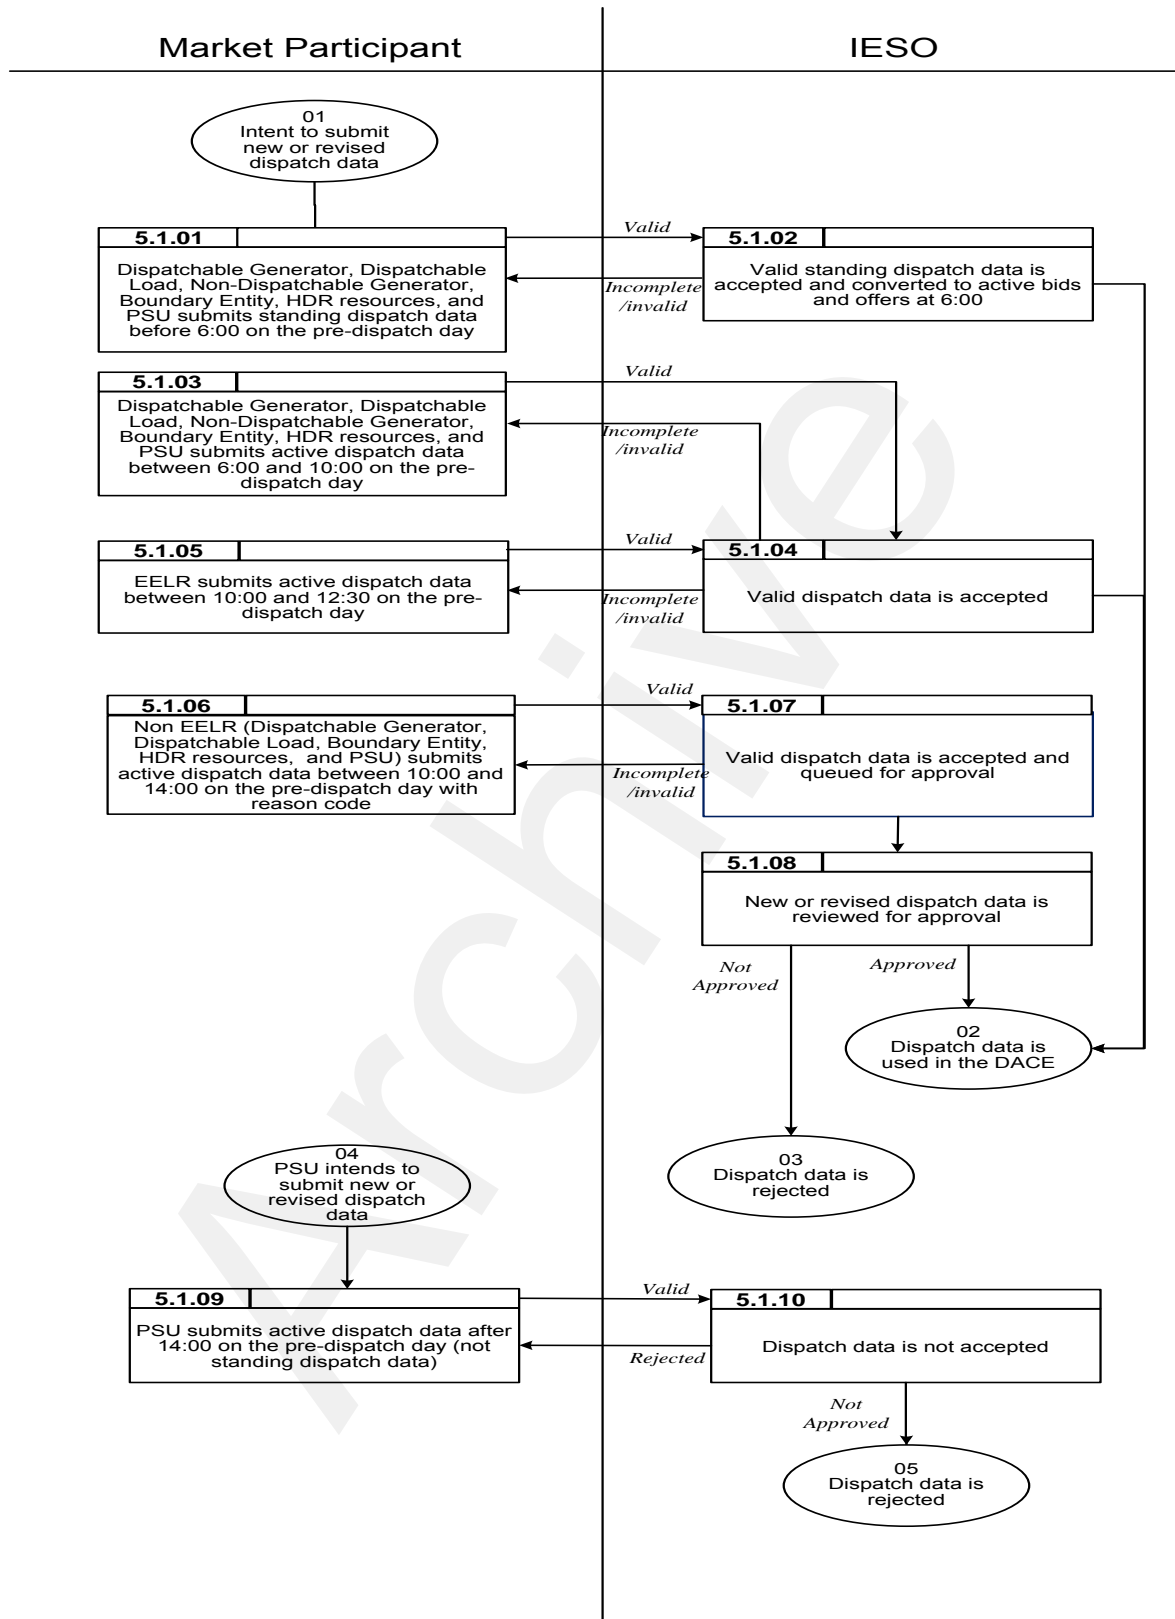 Market Participant
IESO
01
Intent to submit
new or revised
dispatch data
5.1.01
Dispatchable Generator, Dispatchable
Load, Non-Dispatchable Generator,
Boundary Entity, HDR resources, and
PSU submits standing dispatch data
before 6:00 on the pre-dispatch day
Valid
Incomplete
/invalid
5.1.02
Valid standing dispatch data is
accepted and converted to active bids
and offers at 6:00
5.1.03
Dispatchable Generator, Dispatchable
Load, Non-Dispatchable Generator,
Boundary Entity, HDR resources, and
PSU submits active dispatch data
between 6:00 and 10:00 on the pre-
dispatch day
Valid
Incomplete
/invalid
5.1.05
EELR submits active dispatch data
between 10:00 and 12:30 on the pre-
dispatch day
Valid
Incomplete
/invalid
5.1.04
Valid dispatch data is accepted
5.1.06
Non EELR (Dispatchable Generator,
Dispatchable Load, Boundary Entity,
HDR resources, and PSU) submits
active dispatch data between 10:00 and
14:00 on the pre-dispatch day with
reason code
Valid
Incomplete
/invalid
5.1.07
Valid dispatch data is accepted and
queued for approval
5.1.08
New or revised dispatch data is
reviewed for approval
Not
Approved
Approved
02
Dispatch data is
used in the DACE
03
Dispatch data is
rejected
04
PSU intends to
submit new or
revised dispatch
data
5.1.09
PSU submits active dispatch data after
14:00 on the pre-dispatch day (not
standing dispatch data)
Valid
Rejected
5.1.10
Dispatch data is not accepted
Not
Approved
05
Dispatch data is
rejected
Archive